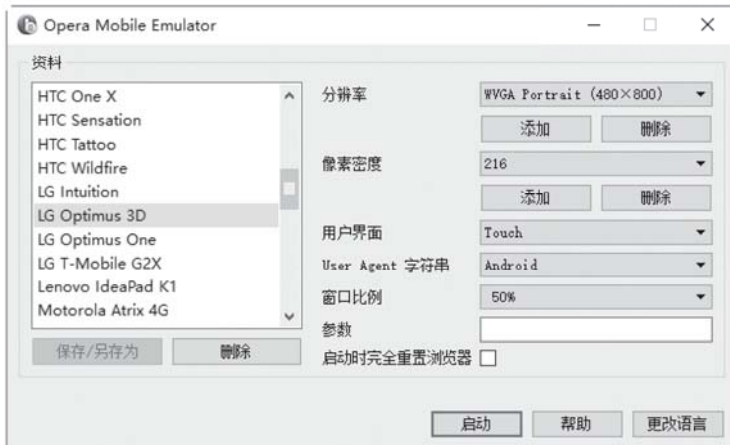 Opera Mobile Emulator
资料
HTC One X
HTC Sensation
HTC Tattoo
HTC Wildfire
LG Intuition
LG Optimus 3D
LG Optimus One
LG T-Mobile G2X
Lenovo IdeaPad K1
Motorola Atrix 4G
保存/另存为
删除
分辨率
WVGA Portrait (480×800)
添加
删除
像素密度
216
添加
删除
用户界面
Touch
User Agent 字符串
Android
窗口比例
50%
参数
启动时完全重置浏览器
启动
帮助
更改语言